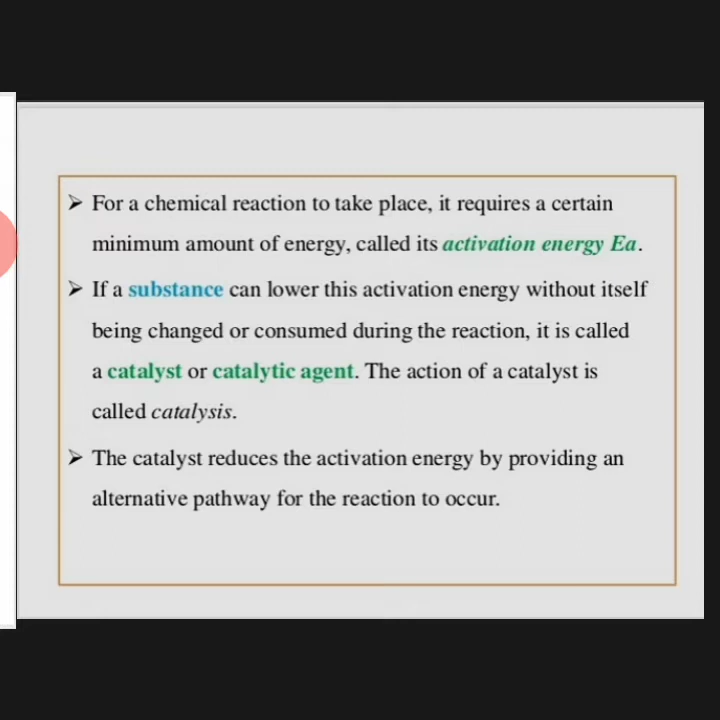 ➢ For a chemical reaction to take place, it requires a certain
minimum amount of energy, called its activation energy Ea.
➢ If a substance can lower this activation energy without itself
being changed or consumed during the reaction, it is called
a catalyst or catalytic agent. The action of a catalyst is
called catalysis.
➢ The catalyst reduces the activation energy by providing an
alternative pathway for the reaction to occur.